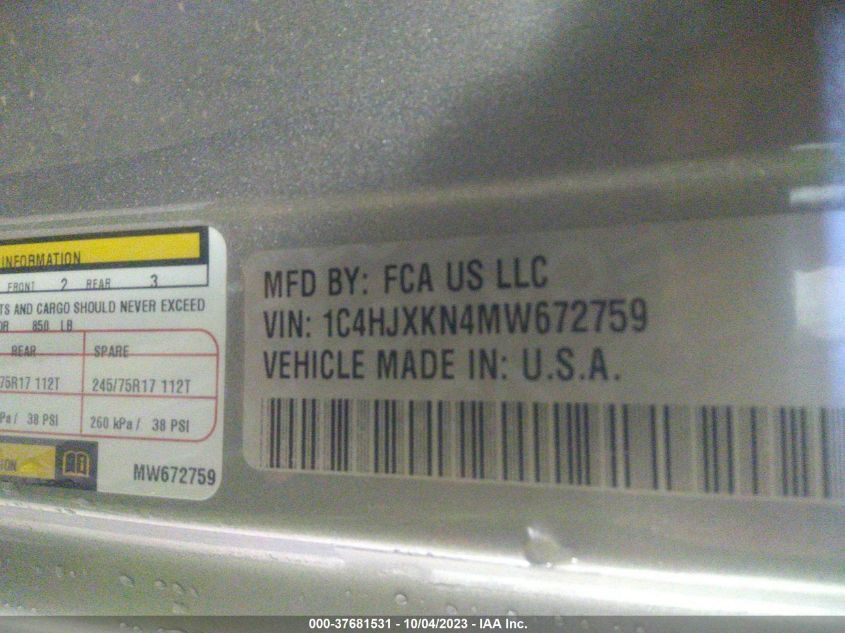 INFORMATION
FRONT 2 REAR 3
TS AND CARGO SHOULD NEVER EXCEED
OR 850 LB
REAR SPARE
75R17 112T 245/75R17 112T
Pa / 38 PSI 260 kPa / 38 PSI
ION
MW672759
MFD BY: FCA US LLC
VIN: 1C4HJXKN4MW672759
VEHICLE MADE IN: U.S.A.
000-37681531 - 10/04/2023 - IAA Inc.